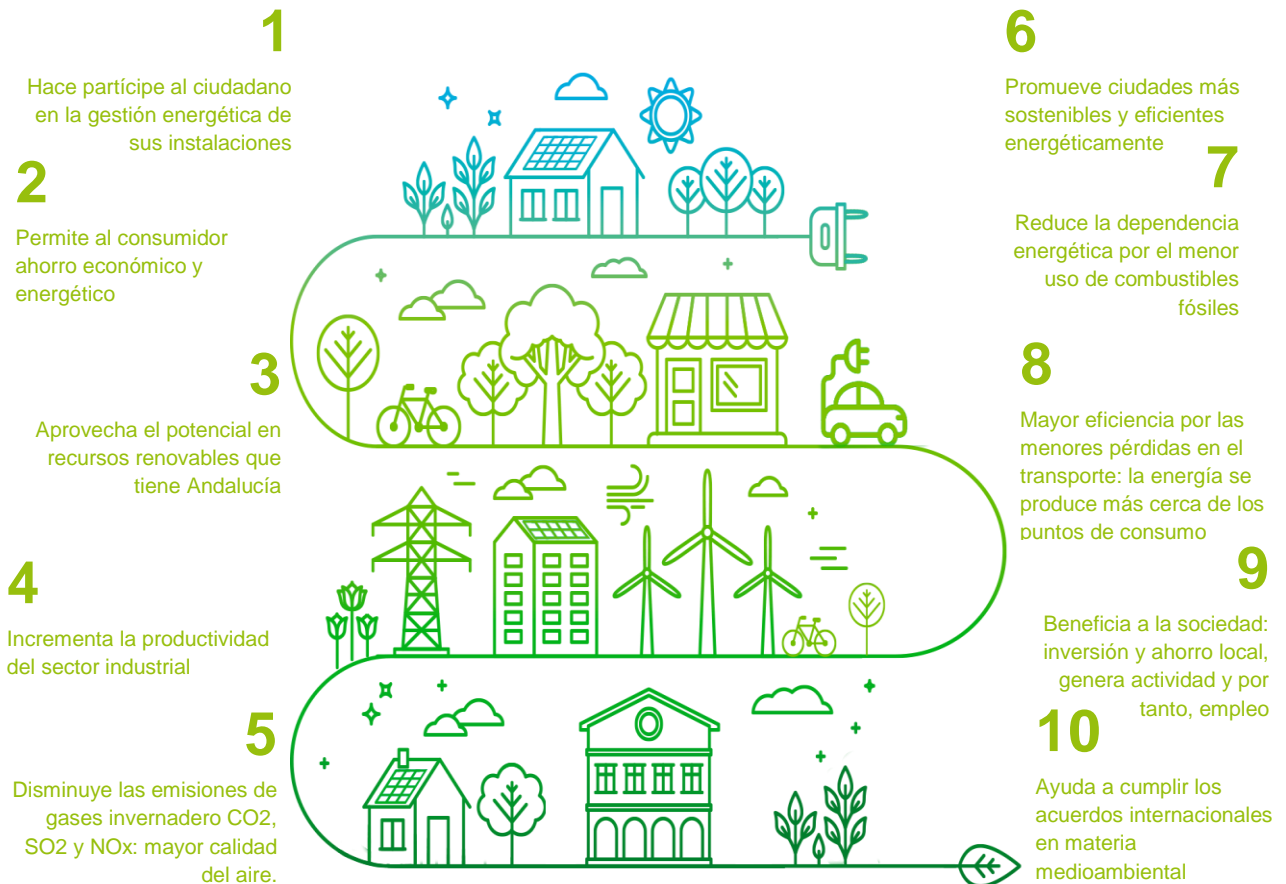 1
Hace partícipe al ciudadano
en la gestión energética de
sus instalaciones
2
Permite al consumidor
ahorro económico y
energético
3
Aprovecha el potencial en
recursos renovables que
tiene Andalucía
4
Incrementa la productividad
del sector industrial
5
Disminuye las emisiones de
gases invernadero CO2,
SO2 y NOx: mayor calidad
del aire.
6
Promueve ciudades más
sostenibles y eficientes
energéticamente
7
Reduce la dependencia
energética por el menor
uso de combustibles
fósiles
8
Mayor eficiencia por las
menores pérdidas en el
transporte: la energía se
produce más cerca de los
puntos de consumo
9
Beneficia a la sociedad:
inversión y ahorro local,
genera actividad y por
tanto, empleo
10
Ayuda a cumplir los
acuerdos internacionales
en materia
medioambiental